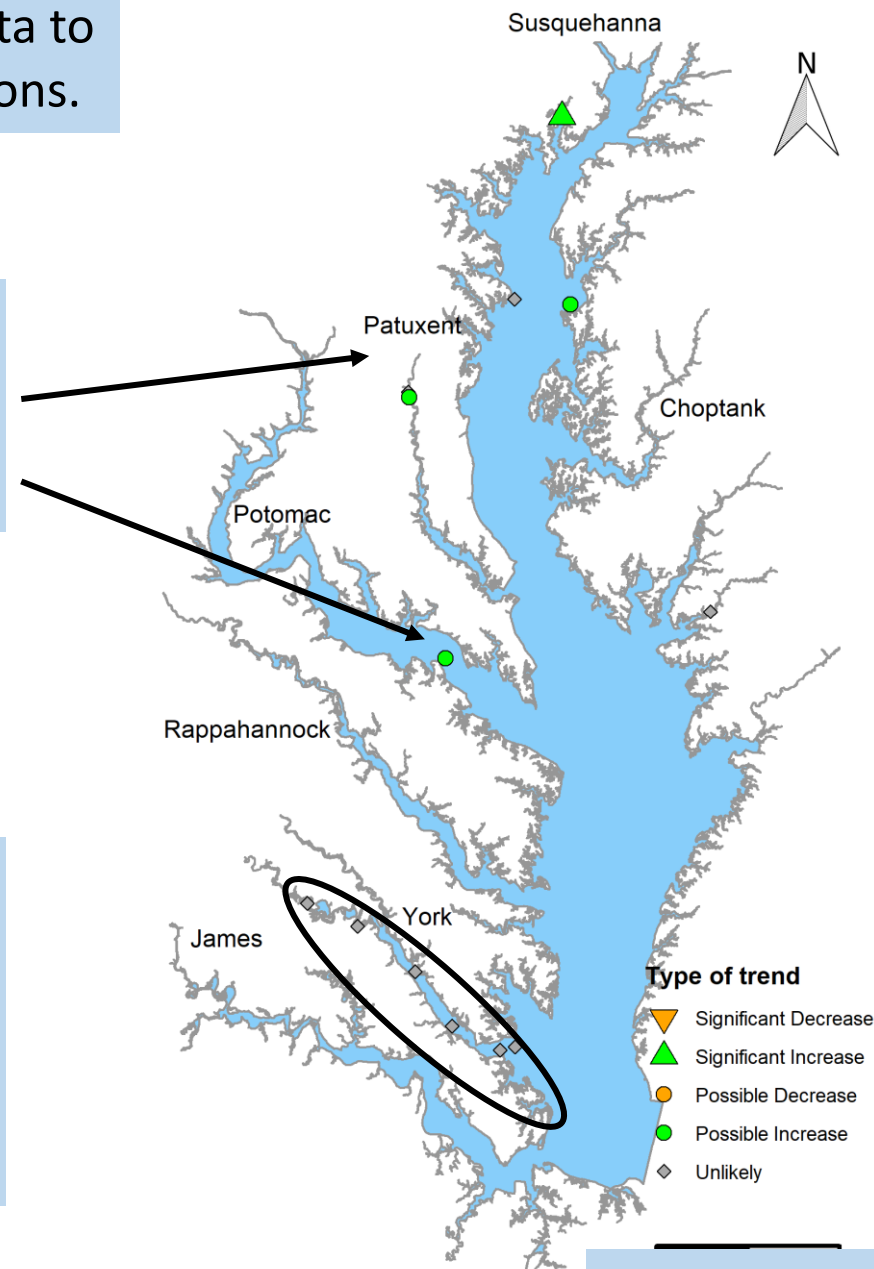 to
ons.
Susquehanna
N
Patuxent
Choptank
Potomac
Rappahannock
York
James
Type of trend
Significant Decrease
Significant Increase
Possible Decrease
Possible Increase
Unlikely